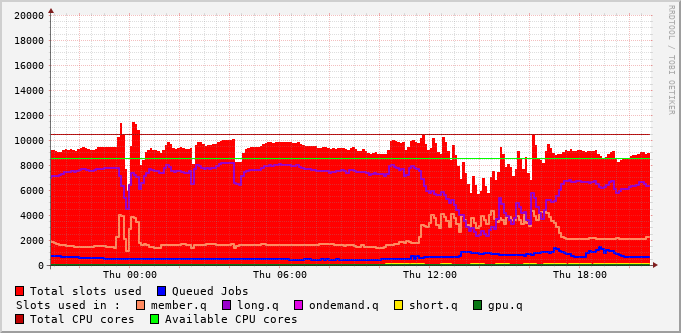 RRDTOOL / TOBI OETIKER
20000
18000
16000
14000
12000
10000
8000
6000
4000
2000
0
Thu 00:00 Thu 06:00 Thu 12:00 Thu 18:00
Total slots used Queued Jobs
Slots used in : member.q long.q ondemand.q short.q gpu.q
Total CPU cores Available CPU cores